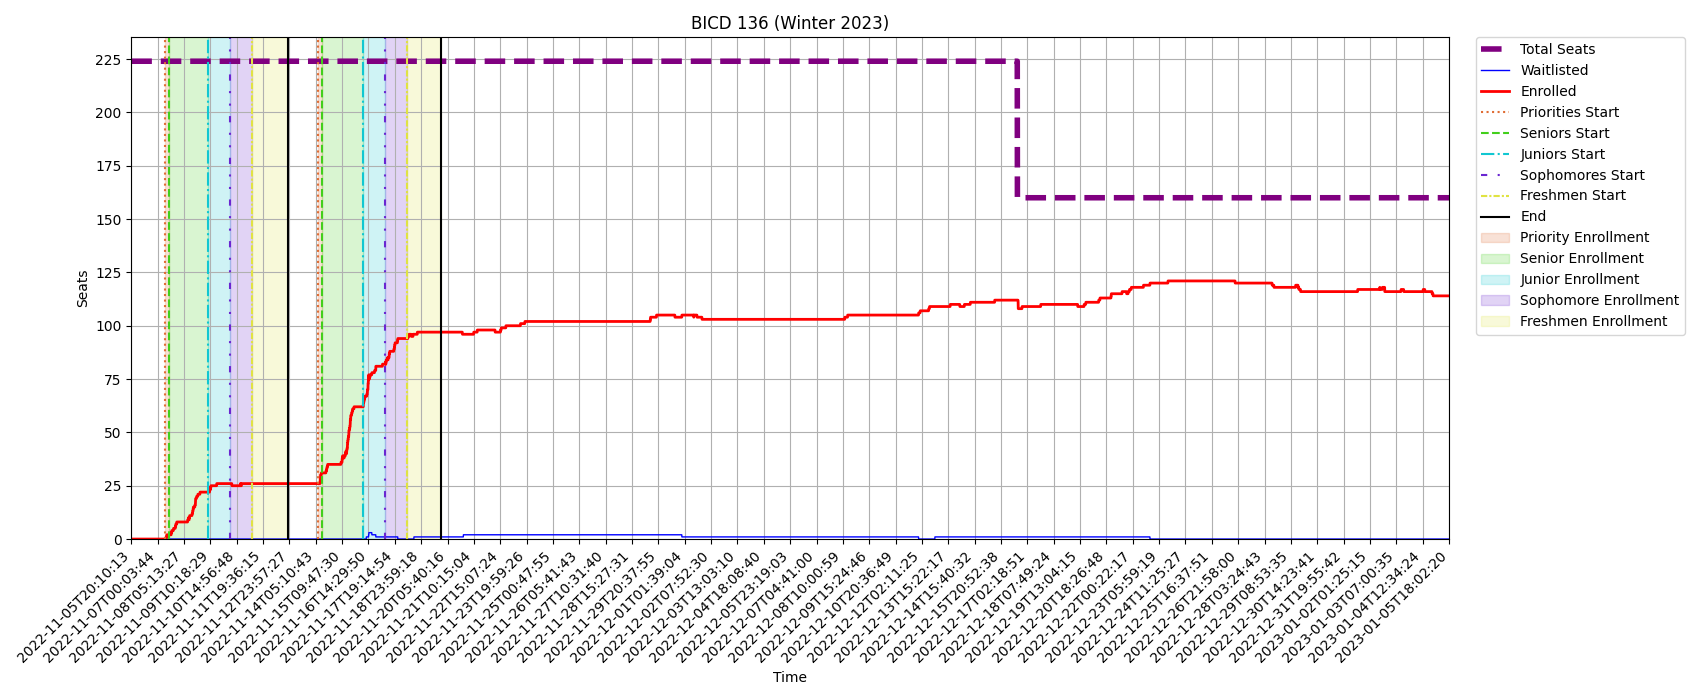 BICD 136 (Winter 2023)
Seats
225
200
175
150
125
100
75
50
25
0
2022-11-05T20:10:13
2022-11-07T00:03:44
2022-11-08T05:13:27
2022-11-09T10:18:29
2022-11-10T14:56:48
2022-11-11T19:36:15
2022-11-12T23:57:27
2022-11-14T05:10:43
2022-11-15T09:47:30
2022-11-16T14:29:50
2022-11-17T19:14:54
2022-11-18T23:59:18
2022-11-20T05:40:16
2022-11-21T10:15:04
2022-11-22T15:07:24
2022-11-23T19:59:26
2022-11-25T00:47:55
2022-11-26T05:41:43
2022-11-27T10:31:40
2022-11-28T15:27:31
2022-11-29T20:37:55
2022-12-01T01:39:04
2022-12-02T07:52:30
2022-12-03T13:03:10
2022-12-04T18:08:40
2022-12-05T23:19:03
2022-12-07T04:41:00
2022-12-08T10:00:59
2022-12-09T15:24:46
2022-12-10T20:36:49
2022-12-12T02:11:25
2022-12-13T15:22:17
2022-12-14T15:40:32
2022-12-15T20:52:38
2022-12-17T02:18:51
2022-12-18T07:49:24
2022-12-19T13:04:15
2022-12-20T18:26:48
2022-12-22T00:22:17
2022-12-23T05:59:19
2022-12-24T11:25:27
2022-12-25T16:37:51
2022-12-26T21:58:00
2022-12-28T03:24:43
2022-12-29T08:53:35
2022-12-30T14:23:41
2022-12-31T19:55:42
2023-01-02T01:25:15
2023-01-03T07:00:35
2023-01-04T12:34:24
2023-01-05T18:02:20
Time
Total Seats
Waitlisted
Enrolled
Priorities Start
Seniors Start
Juniors Start
Sophomores Start
Freshmen Start
End
Priority Enrollment
Senior Enrollment
Junior Enrollment
Sophomore Enrollment
Freshmen Enrollment